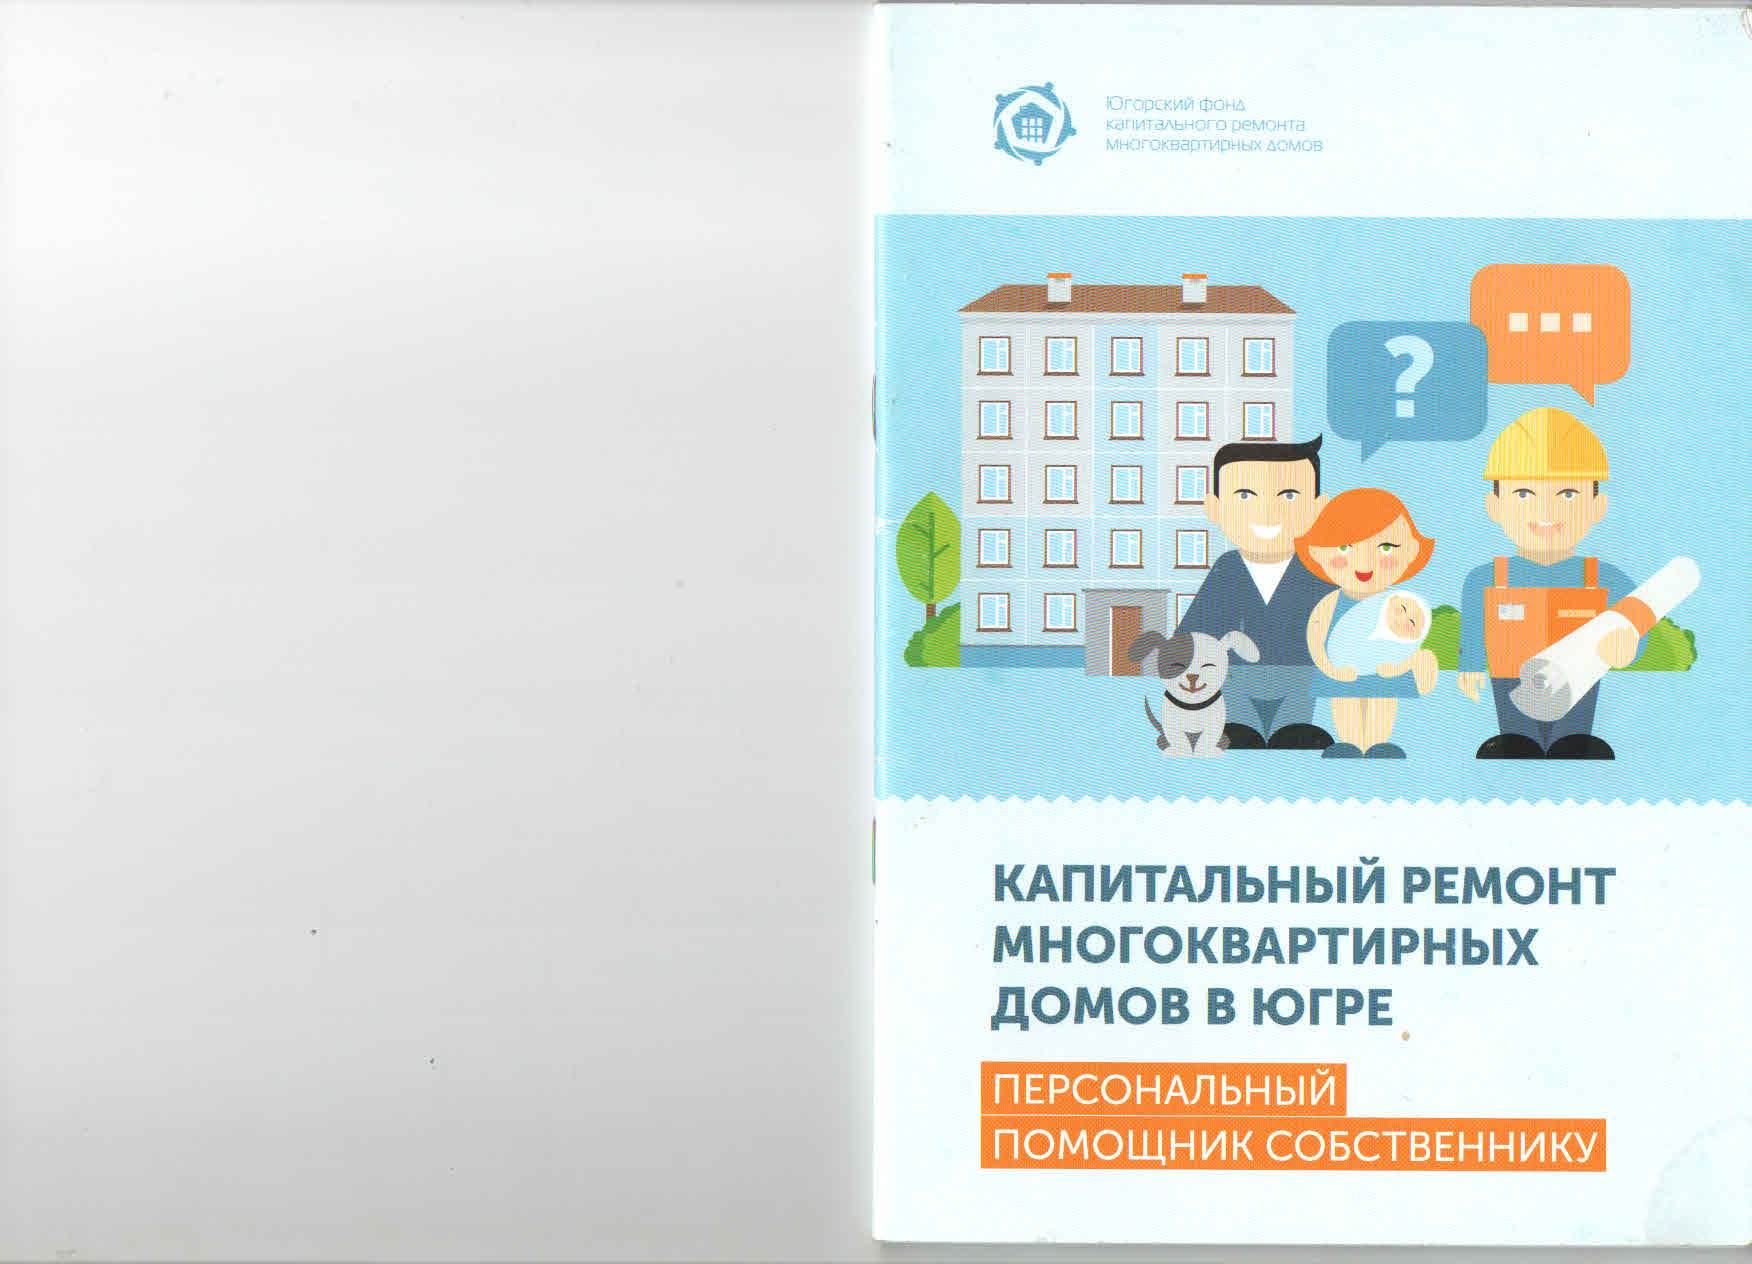 Югорский фонд
капитального ремонта
многоквартирных домов
?
КАПИТАЛЬНЫЙ РЕМОНТ
МНОГОКВАРТИРНЫХ
ДОМОВ В ЮГРЕ
ПЕРСОНАЛЬНЫЙ
ПОМОЩНИК СОБСТВЕННИКУ